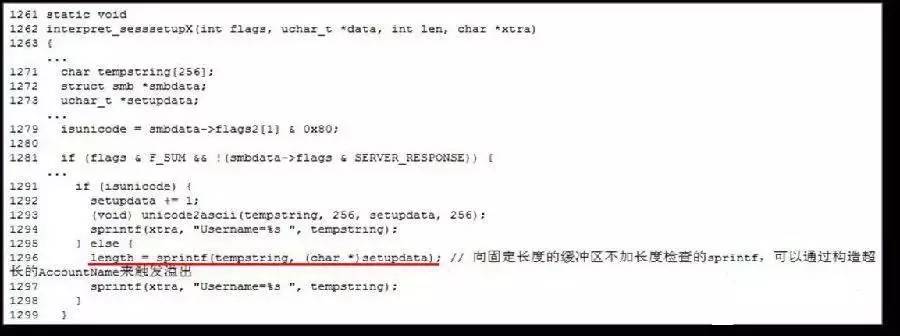 1261 static void
1262 interpret_sesssetupX(int flags, uchar_t *data, int len, char *xtra)
1263 {
...
1271 char tempstring[256];
1272 struct smb *smbdata;
1273 uchar_t *setupdata;
...
1279 isunicode = smbdata->flags2[1] & 0x80;
1280
1281 if (flags & F_SUM && !(smbdata->flags & SERVER_RESPONSE)) {
...
1291 if (isunicode) {
1292 setupdata += 1;
1293 (void) unicode2ascii(tempstring, 256, setupdata, 256);
1294 sprintf(xtra, "Username=%s ", tempstring);
1295 } else {
1296 length = sprintf(tempstring, (char *)setupdata); // 向固定长度的缓冲区不加长度检查的sprintf，可以通过构造超
长的AccountName来触发溢出
1297 sprintf(xtra, "Username=%s ", tempstring);
1298 }
1299 }